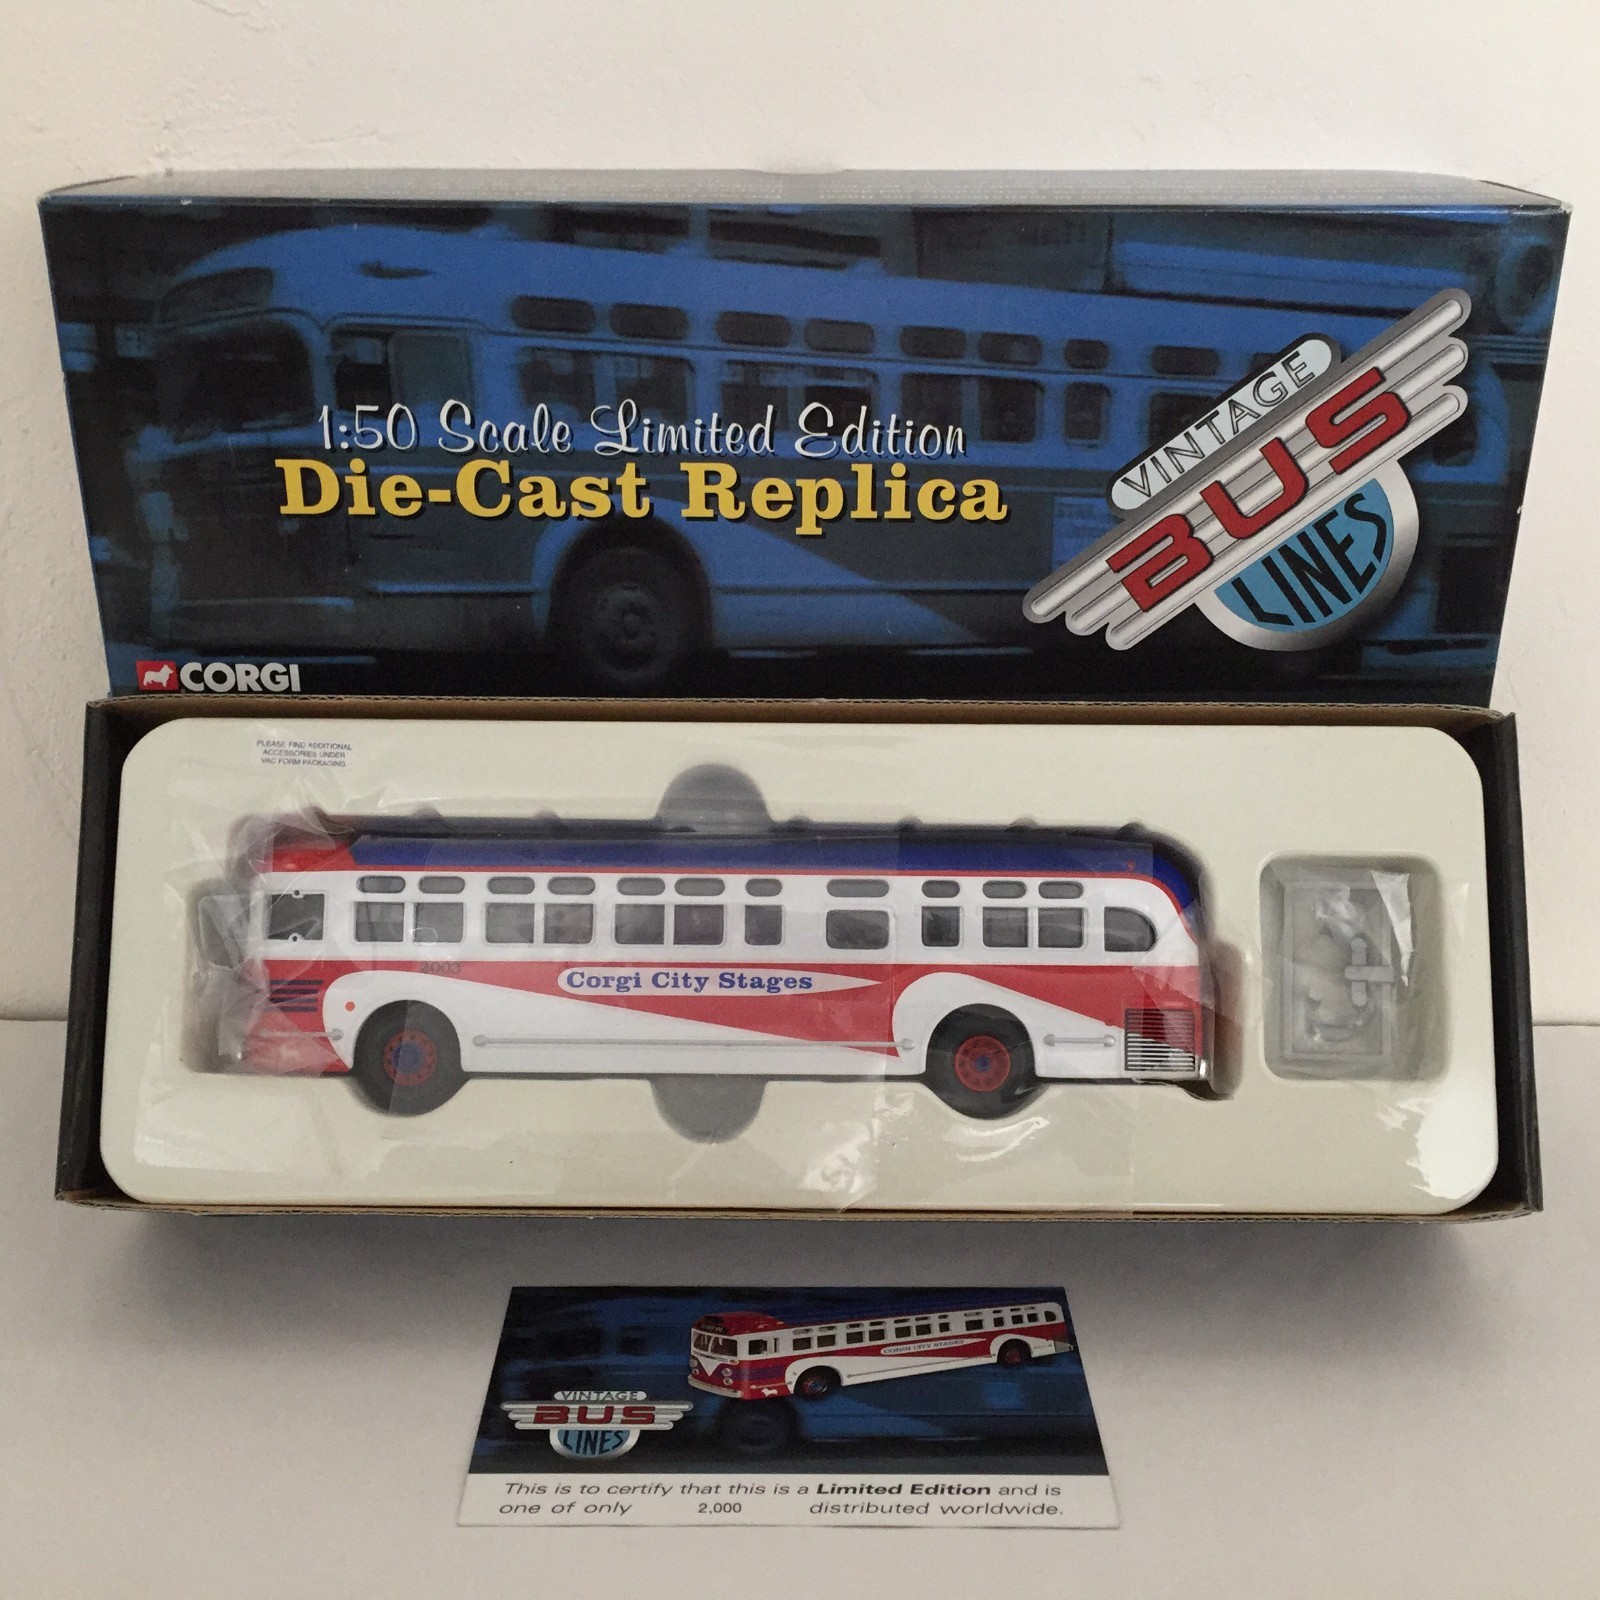 1:50 Scale Limited Edition
Die-Cast Replica
VINTAGE
BUS
LINES
CORGI
PLEASE FIND ADDITIONAL
ACCESSORIES UNDER
VAC FORM PACKAGING
2003
Corgi City Stages
CORGI CITY STAGES
VINTAGE
BUS
LINES
This is to certify that this is a Limited Edition and is
one of only 2,000 distributed worldwide.